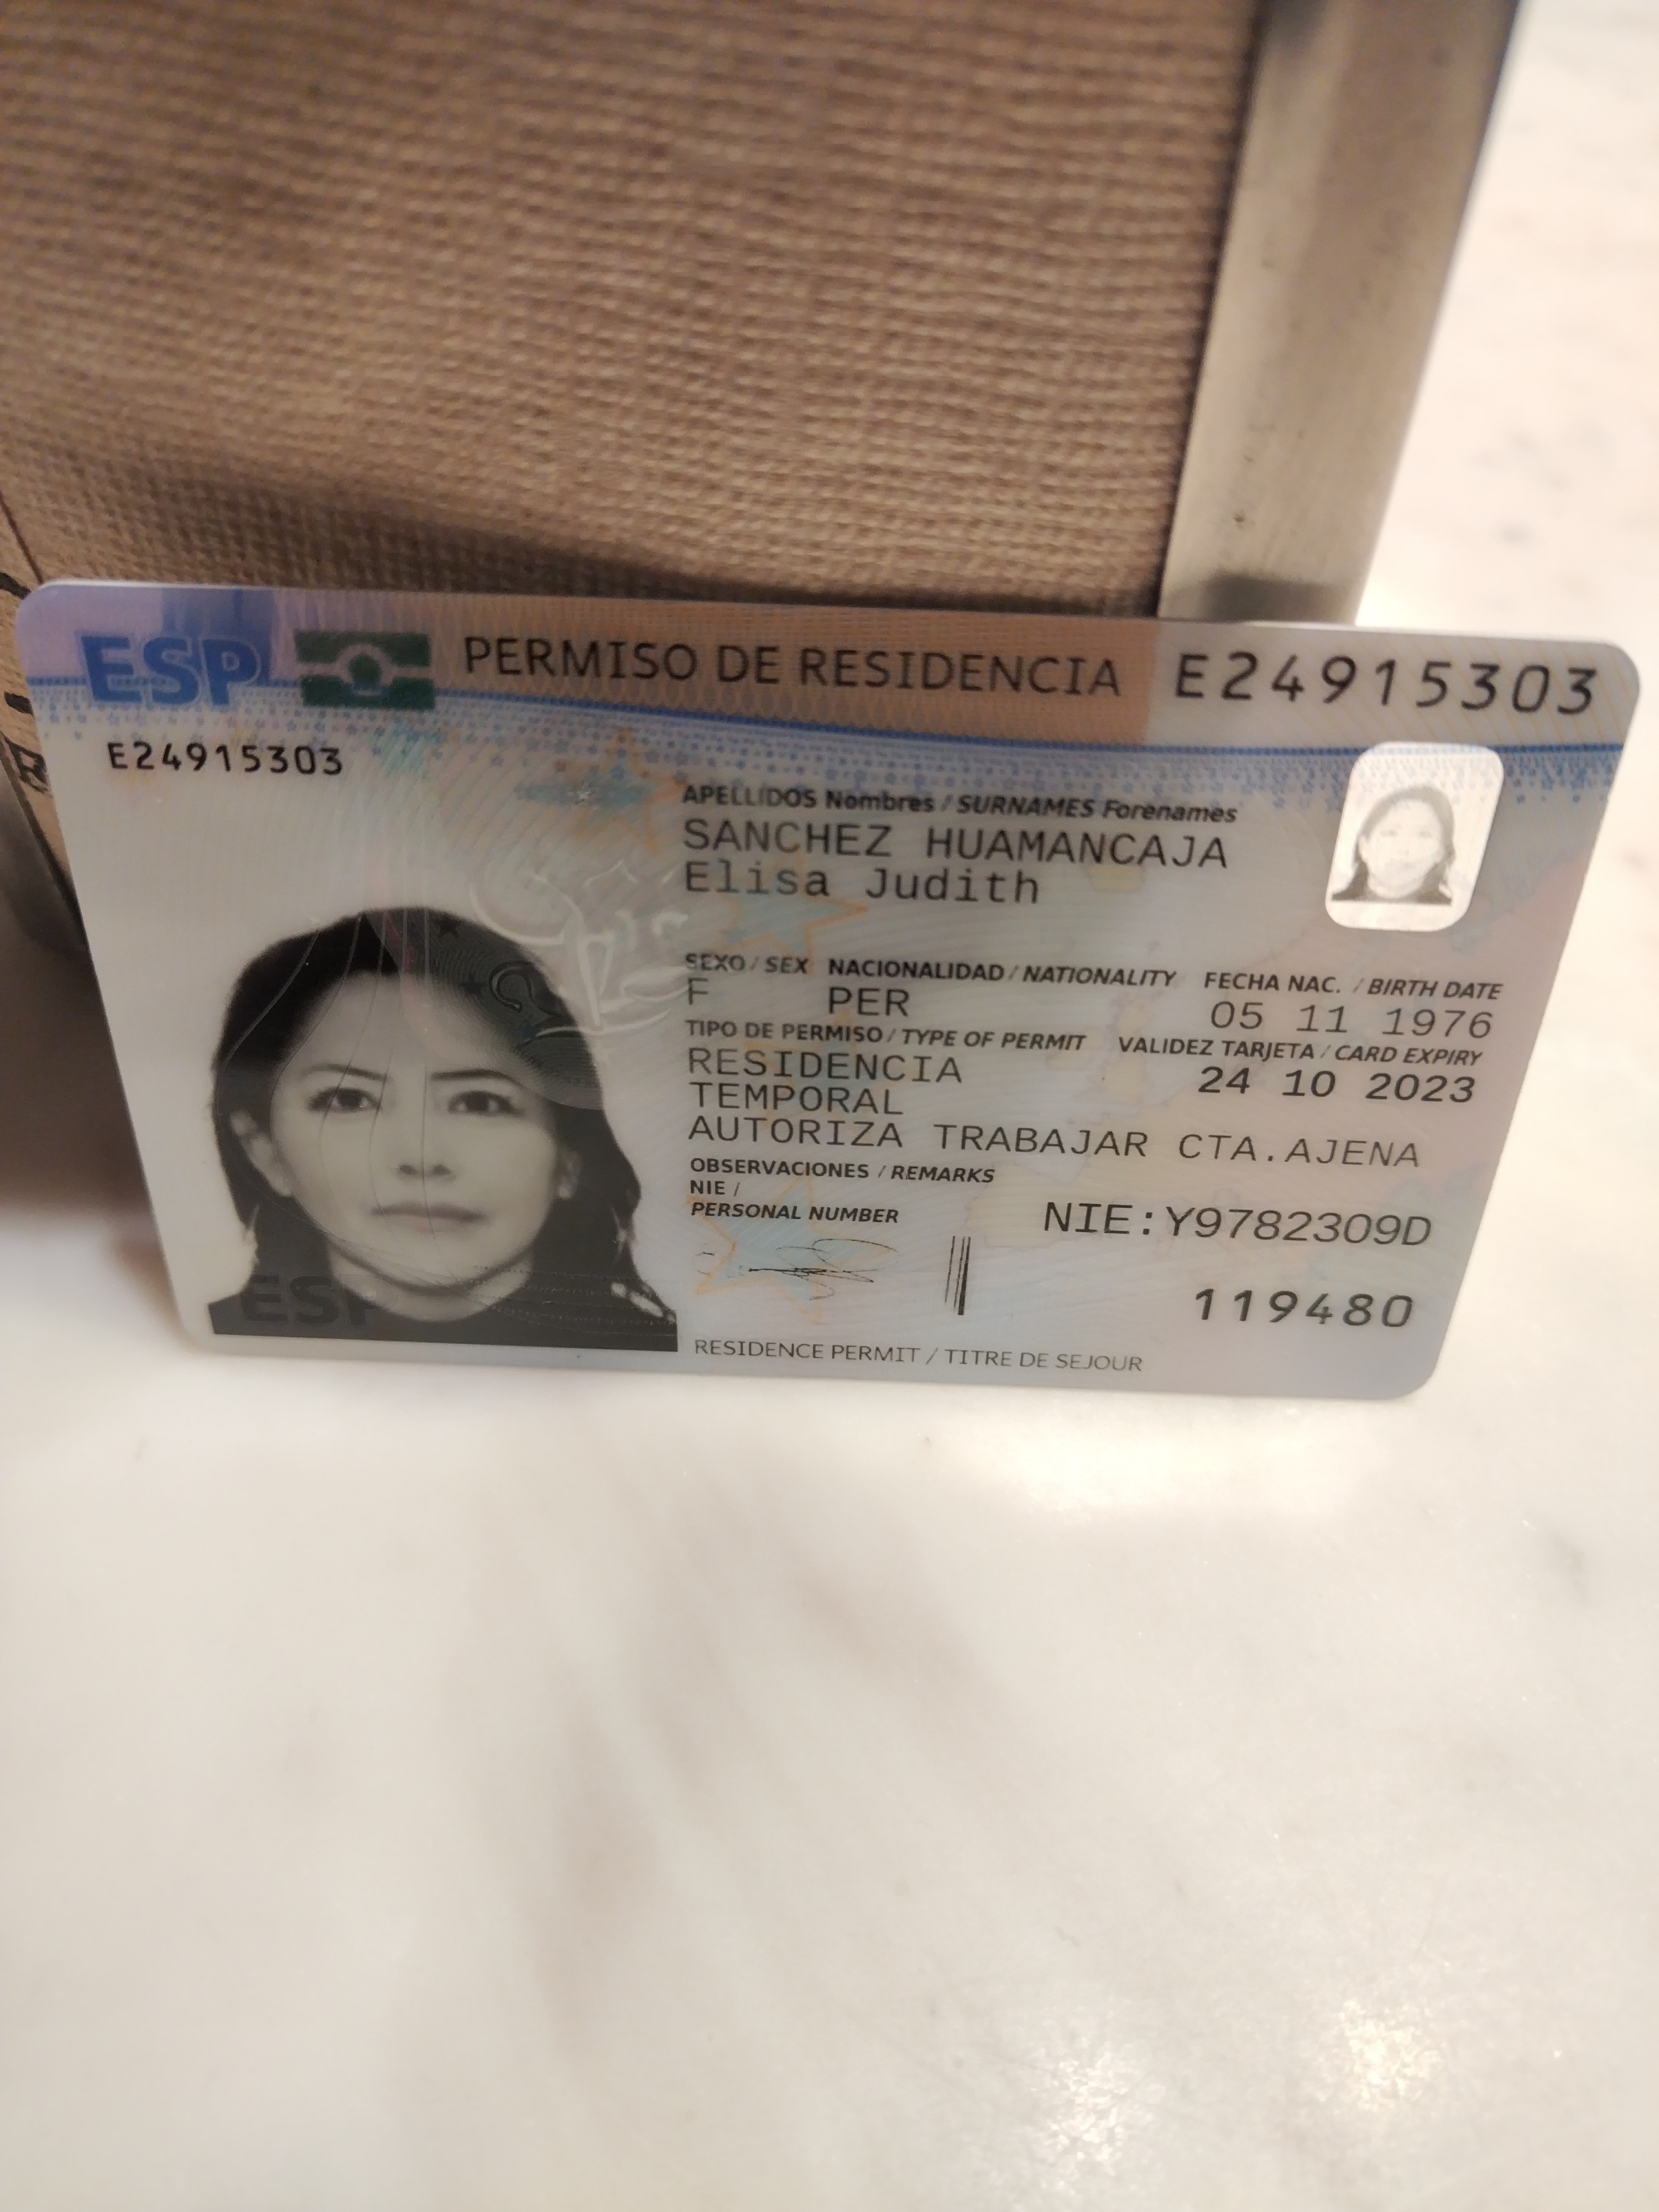 ESP PERMISO DE RESIDENCIA E24915303
E24915303
APELLIDOS Nombres / SURNAMES Forenames
SANCHEZ HUAMANCAJA
Elisa Judith
SEXO / SEX NACIONALIDAD / NATIONALITY FECHA NAC. / BIRTH DATE
F PER 05 11 1976
TIPO DE PERMISO / TYPE OF PERMIT VALIDEZ TARJETA / CARD EXPIRY
RESIDENCIA 24 10 2023
TEMPORAL
AUTORIZA TRABAJAR CTA.AJENA
OBSERVACIONES / REMARKS
NIE /
PERSONAL NUMBER NIE:Y9782309D
119480
ESP
RESIDENCE PERMIT / TITRE DE SEJOUR